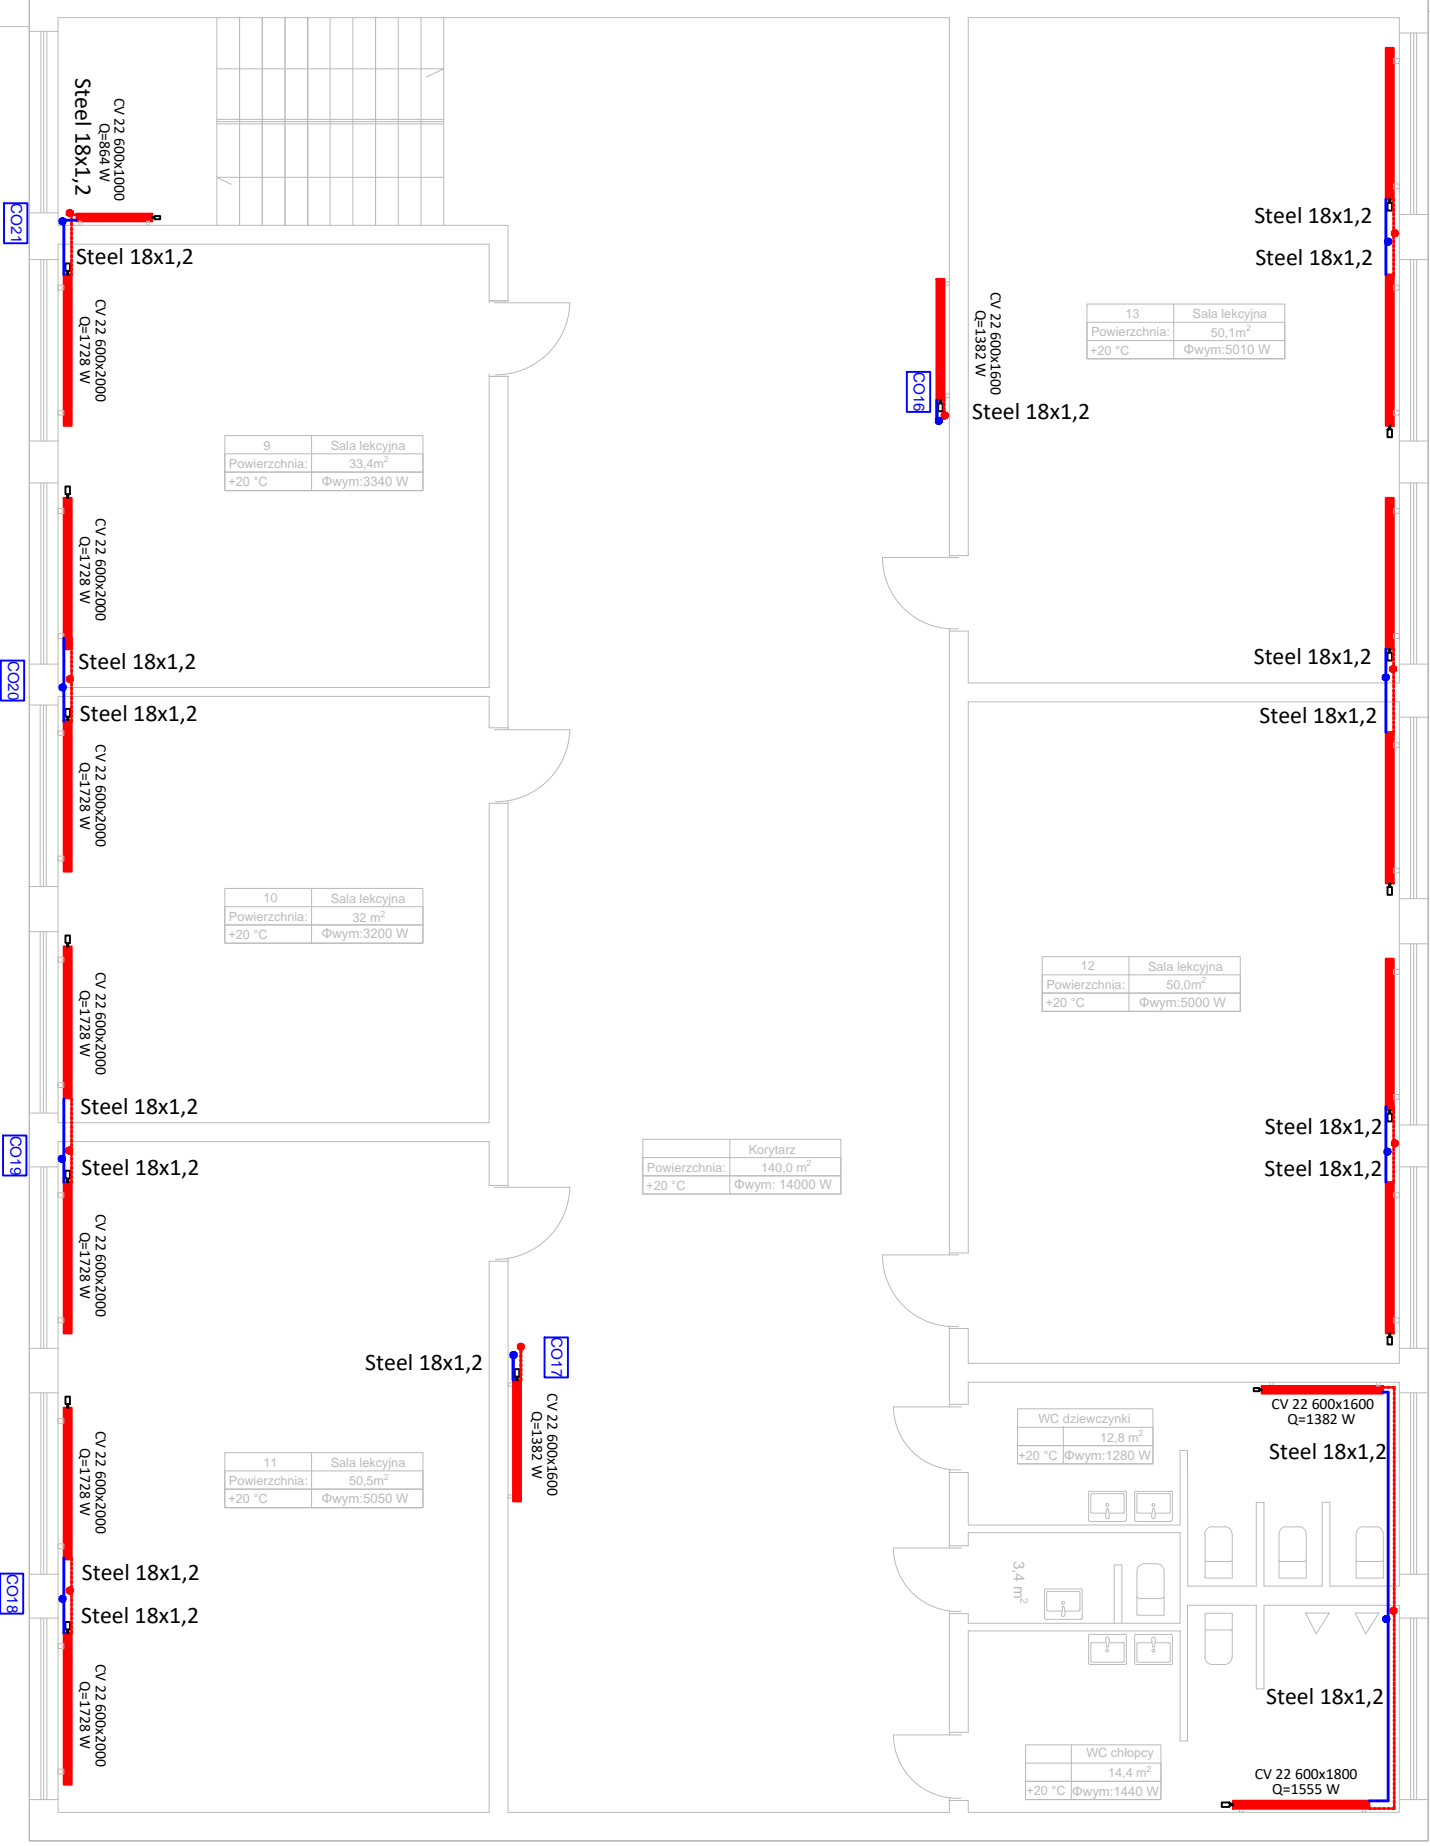 CV 22 600x1000
Q=864 W
Steel 18x1,2
CO21
Steel 18x1,2
CV 22 600x2000
Q=1728 W
9 Sala lekcyjna
Powierzchnia: 33,4m²
+20 °C Φwym:3340 W
CV 22 600x2000
Q=1728 W
Steel 18x1,2
CO20
Steel 18x1,2
CV 22 600x2000
Q=1728 W
10 Sala lekcyjna
Powierzchnia: 32 m²
+20 °C Φwym:3200 W
CV 22 600x2000
Q=1728 W
Steel 18x1,2
CO19
Steel 18x1,2
CV 22 600x2000
Q=1728 W
11 Sala lekcyjna
Powierzchnia: 50,5m²
+20 °C Φwym:5050 W
CV 22 600x2000
Q=1728 W
Steel 18x1,2
CO18
Steel 18x1,2
CV 22 600x2000
Q=1728 W
Steel 18x1,2
CO17
CV 22 600x1600
Q=1382 W
Korytarz
Powierzchnia: 140,0 m²
+20 °C Φwym: 14000 W
CV 22 600x1600
Q=1382 W
CO16
Steel 18x1,2
Steel 18x1,2
Steel 18x1,2
13 Sala lekcyjna
Powierzchnia: 50,1m²
+20 °C Φwym:5010 W
Steel 18x1,2
Steel 18x1,2
12 Sala lekcyjna
Powierzchnia: 50,0m²
+20 °C Φwym:5000 W
Steel 18x1,2
Steel 18x1,2
CV 22 600x1600
Q=1382 W
Steel 18x1,2
WC dziewczynki
12,8 m²
+20 °C Φwym:1280 W
3,4 m²
Steel 18x1,2
WC chłopcy
14,4 m²
+20 °C Φwym:1440 W
CV 22 600x1800
Q=1555 W